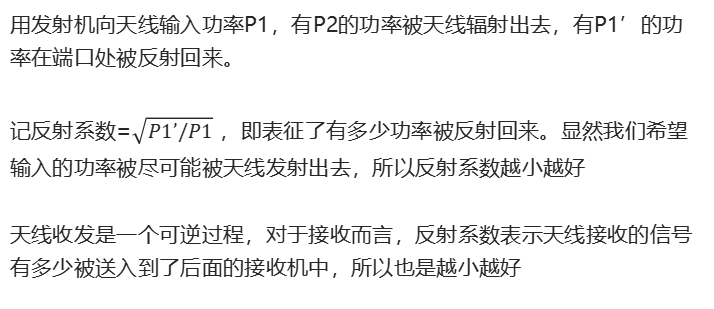 用发射机向天线输入功率P1，有P2的功率被天线辐射出去，有P1′的功
率在端口处被反射回来。
记反射系数=√P1’/P1 ，即表征了有多少功率被反射回来。显然我们希望
输入的功率被尽可能被天线发射出去，所以反射系数越小越好
天线收发是一个可逆过程，对于接收而言，反射系数表示天线接收的信号
有多少被送入到了后面的接收机中，所以也是越小越好